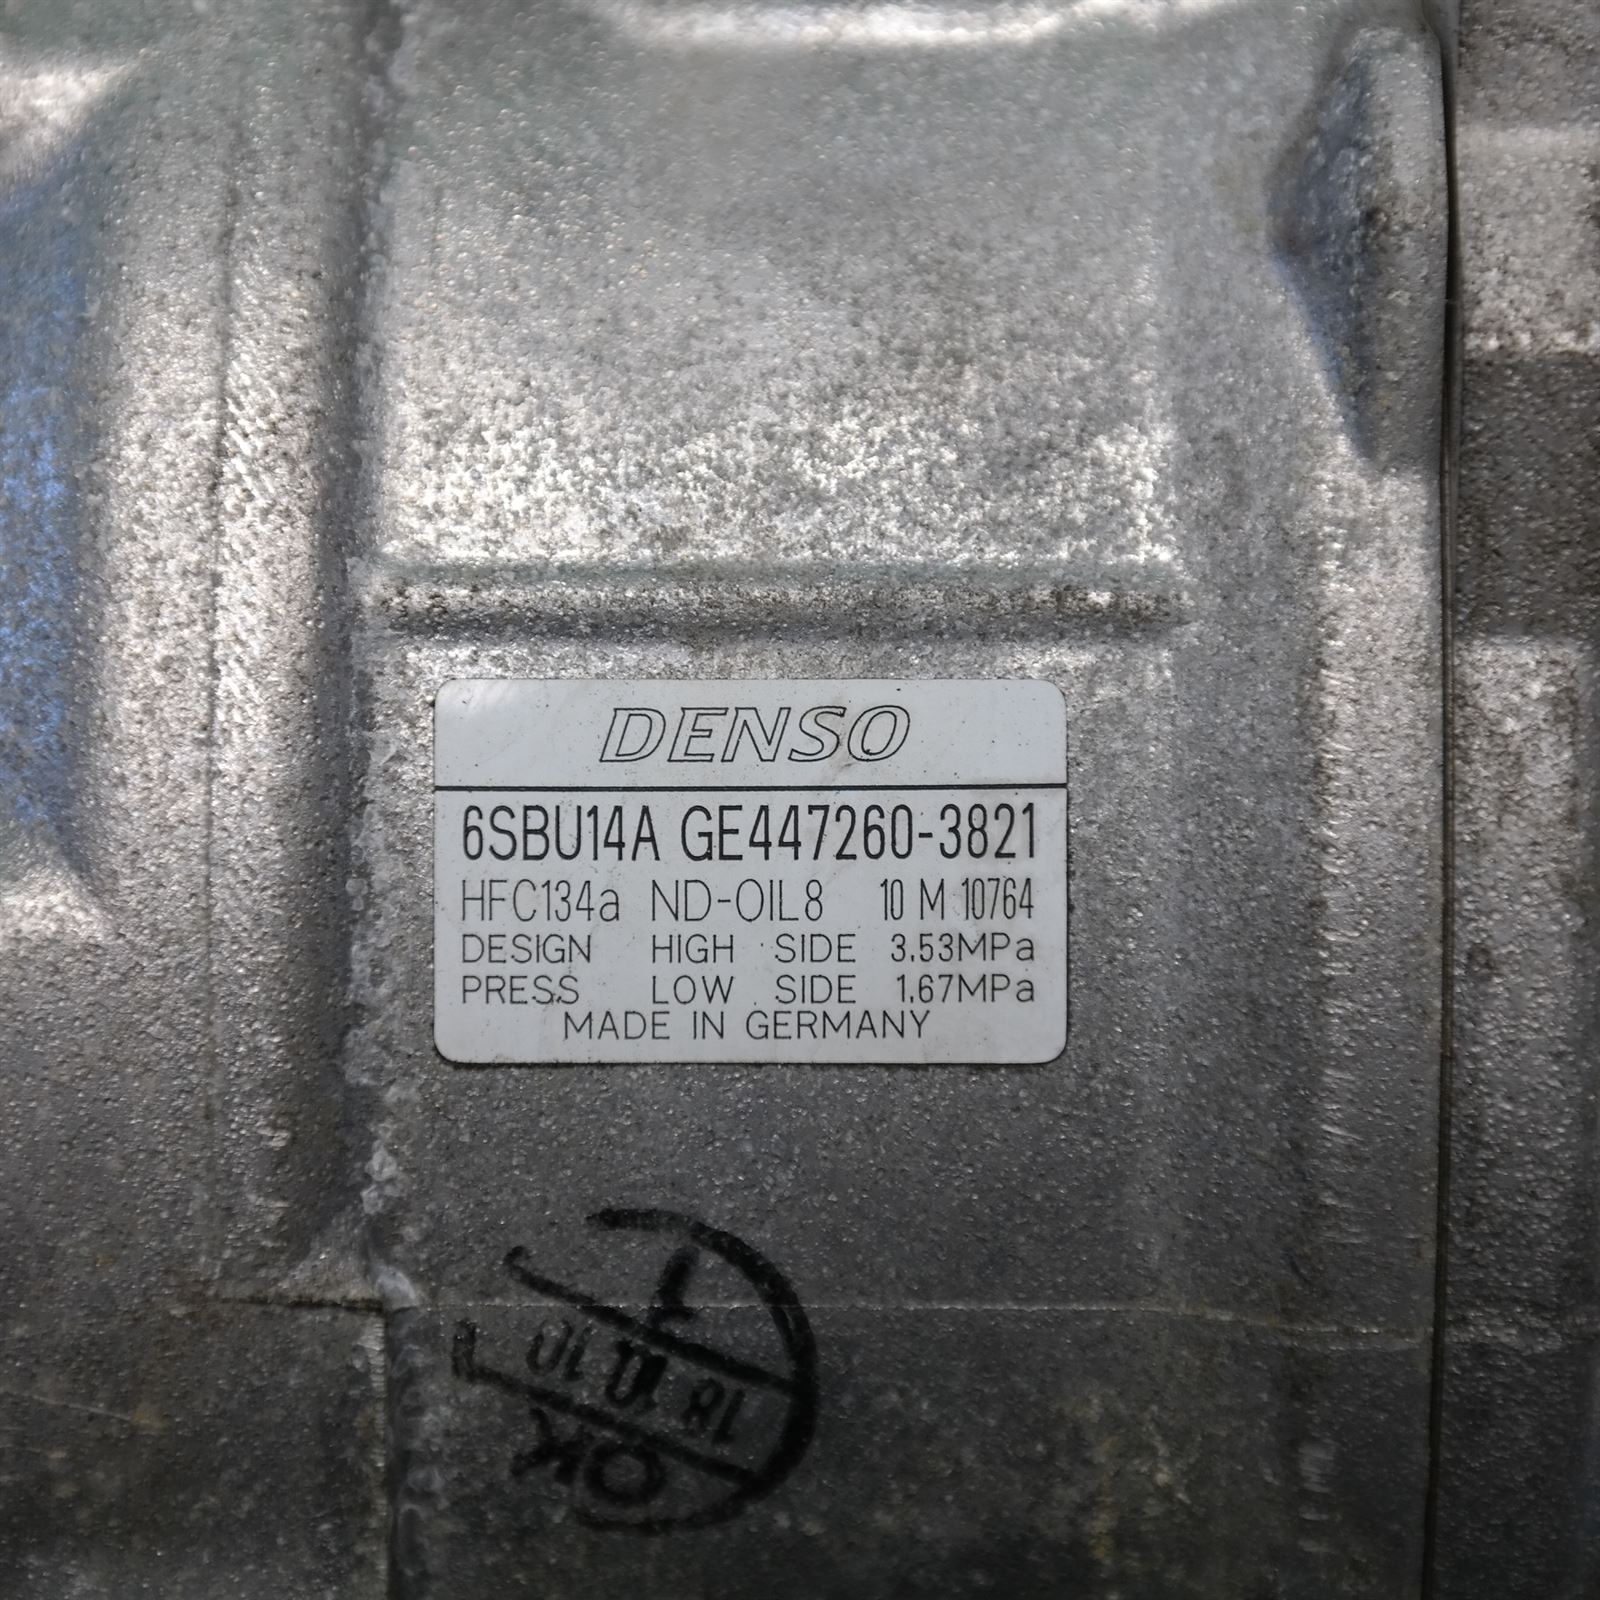 DENSO
6SBU14A GE447260-3821
HFC134a ND-OIL8 10 M 10764
DESIGN HIGH SIDE 3.53MPa
PRESS LOW SIDE 1.67MPa
MADE IN GERMANY
OK